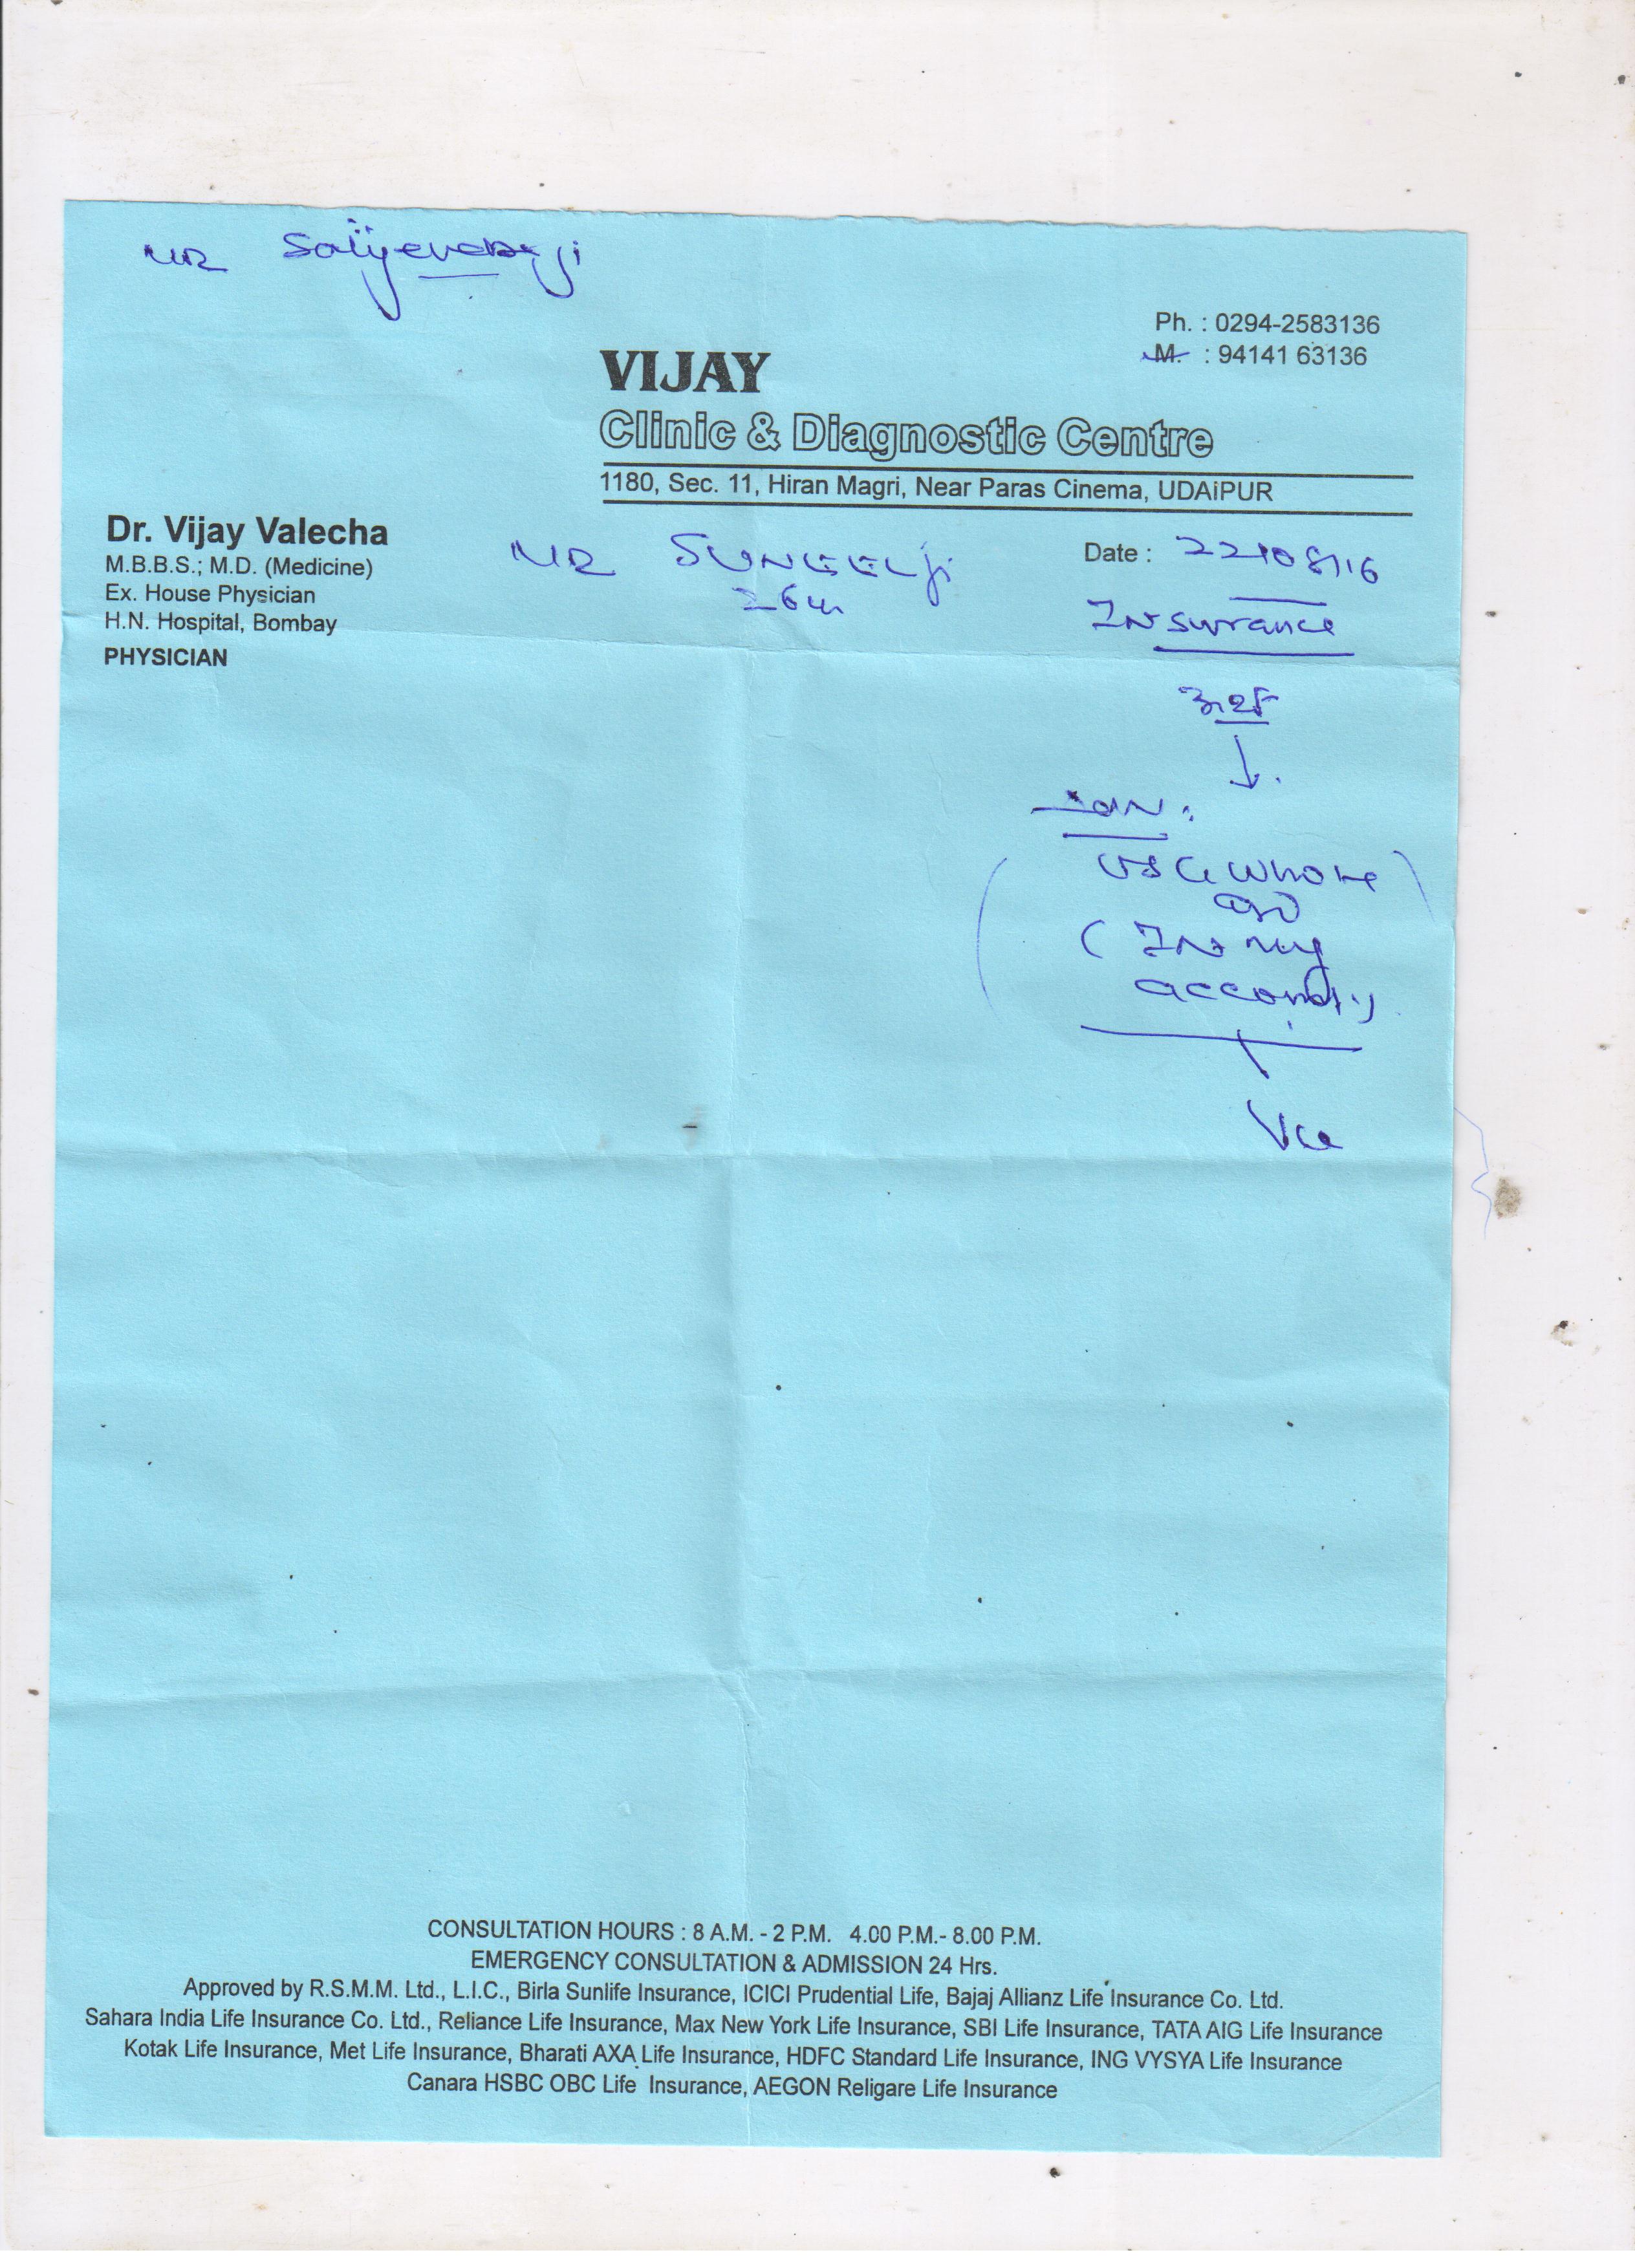 MR
Ph. : 0294-2583136
M. : 94141 63136
VIJAY
Clinic & Diagnostic Centre
1180, Sec. 11, Hiran Magri, Near Paras Cinema, UDAiPUR
Dr. Vijay Valecha
M.B.B.S.; M.D. (Medicine)
Ex. House Physician
H.N. Hospital, Bombay
PHYSICIAN
MR SUNEELji
Date : 22/08/16
Insurance
Adv :
USG Whole
abd
(In my
account)
CONSULTATION HOURS : 8 A.M. - 2 P.M. 4.00 P.M.- 8.00 P.M.
EMERGENCY CONSULTATION & ADMISSION 24 Hrs.
Approved by R.S.M.M. Ltd., L.I.C., Birla Sunlife Insurance, ICICI Prudential Life, Bajaj Allianz Life Insurance Co. Ltd.
Sahara India Life Insurance Co. Ltd., Reliance Life Insurance, Max New York Life Insurance, SBI Life Insurance, TATA AIG Life Insurance
Kotak Life Insurance, Met Life Insurance, Bharati AXA Life Insurance, HDFC Standard Life Insurance, ING VYSYA Life Insurance
Canara HSBC OBC Life Insurance, AEGON Religare Life Insurance